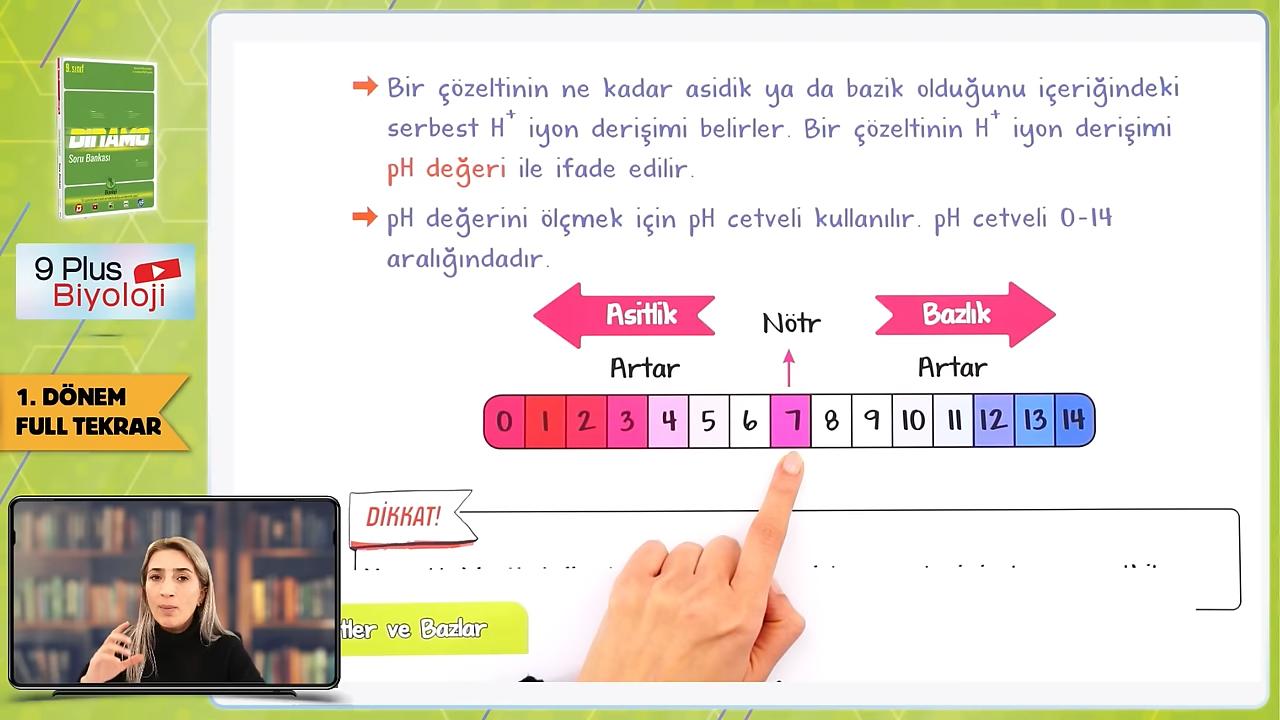 9. Sınıf
DINAMO
Soru Bankası
Biyoloji
9 Plus
Biyoloji
1. DÖNEM
FULL TEKRAR
Bir çözeltinin ne kadar asidik ya da bazik olduğunu içeriğindeki
serbest H⁺ iyon derişimi belirler. Bir çözeltinin H⁺ iyon derişimi
pH değeri ile ifade edilir.
pH değerini ölçmek için pH cetveli kullanılır. pH cetveli 0-14
aralığındadır.
Asitlik Nötr Bazlık
Artar Artar
0 1 2 3 4 5 6 7 8 9 10 11 12 13 14
DİKKAT!
tler ve Bazlar